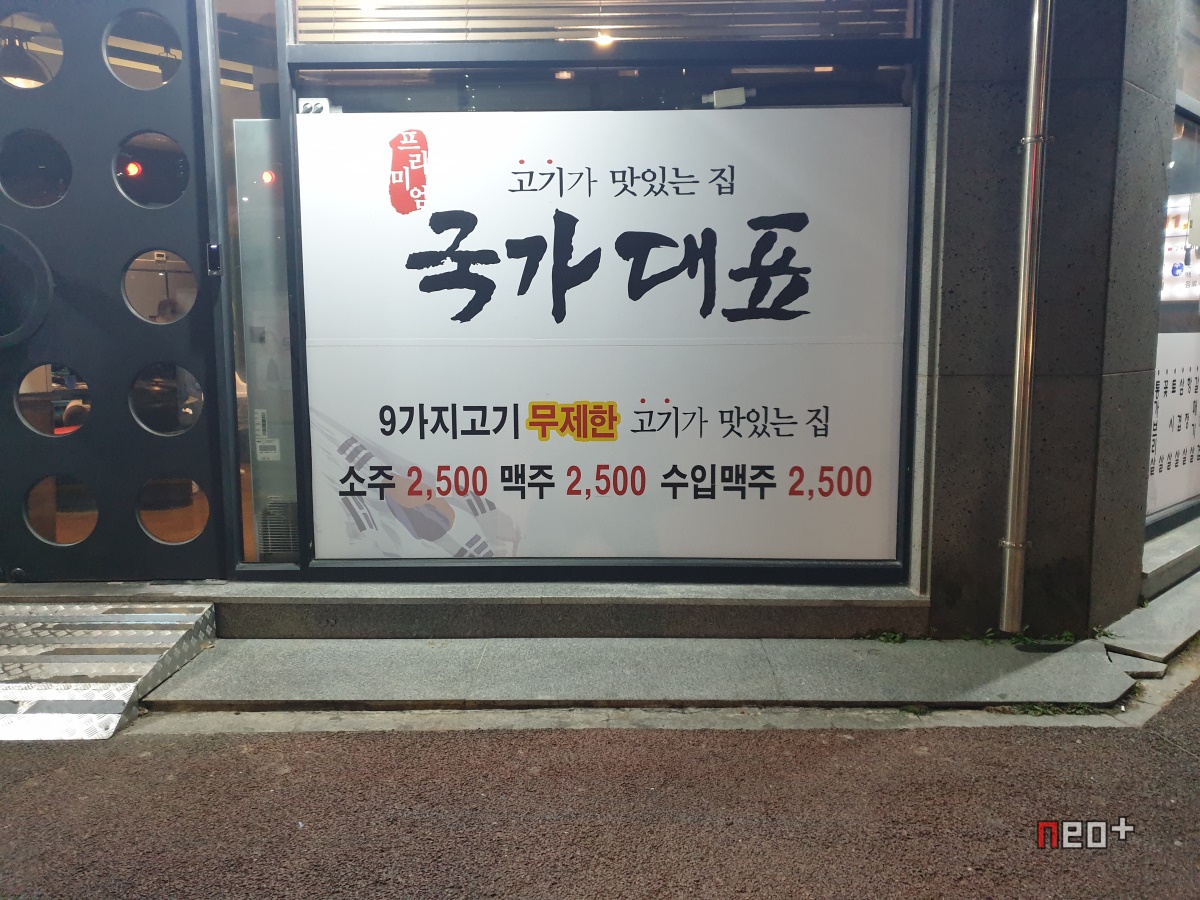 프리미엄
고기가 맛있는 집
국가대표
9가지고기 무제한 고기가 맛있는 집
소주 2,500 맥주 2,500 수입맥주 2,500
neo+